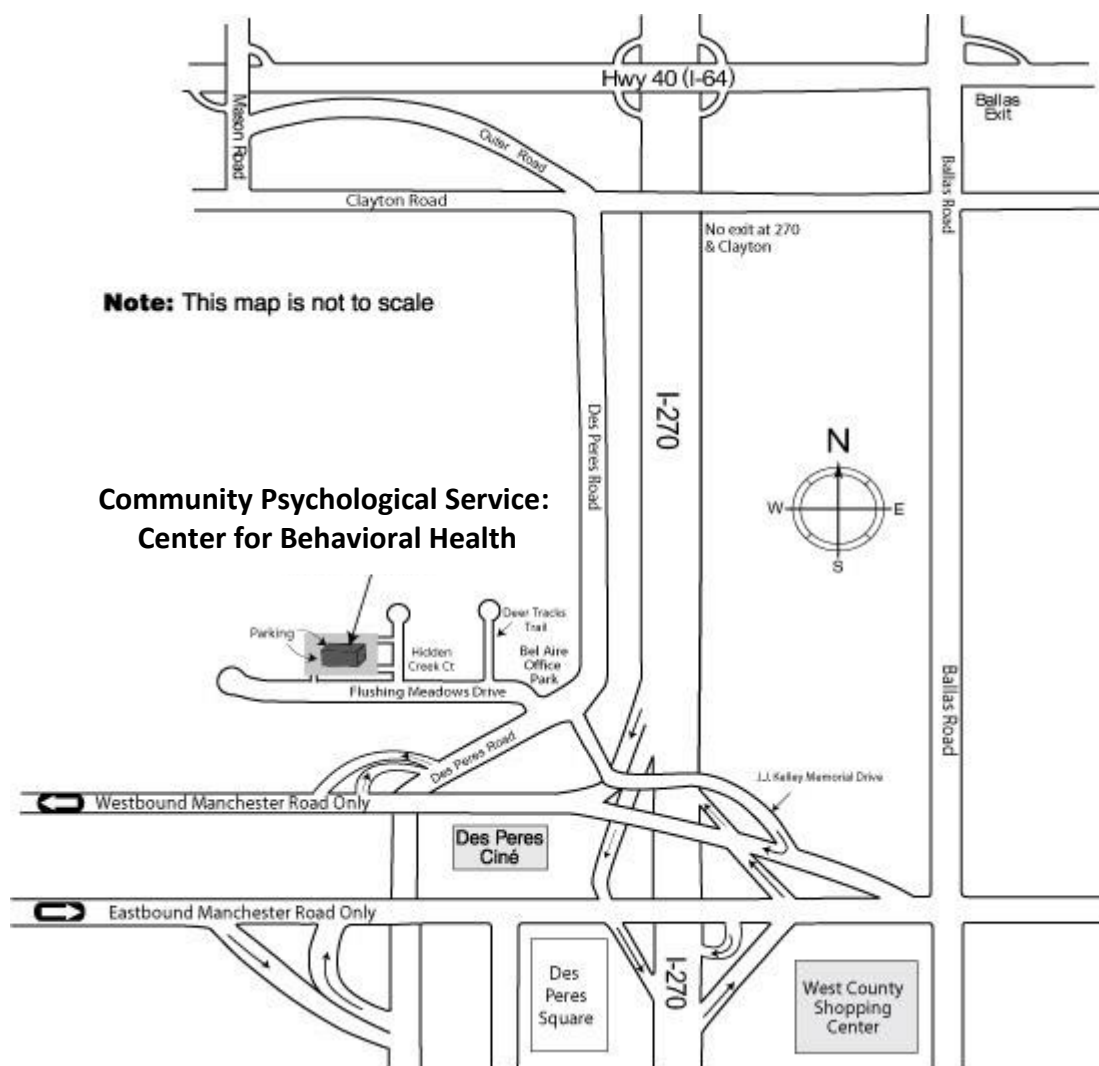 Hwy 40 (I-64)
Mason Road
Outer Road
Ballas
Exit
Ballas Road
Clayton Road
No exit at 270
& Clayton
Note: This map is not to scale
Des Peres Road
I-270
N
W
E
S
Community Psychological Service:
Center for Behavioral Health
Parking
Hidden
Creek Ct
Deer Tracks
Trail
Bel Aire
Office
Park
Flushing Meadows Drive
Ballas Road
Des Peres Road
J.J. Kelley Memorial Drive
Westbound Manchester Road Only
Des Peres
Ciné
Eastbound Manchester Road Only
Des
Peres
Square
I-270
West County
Shopping
Center